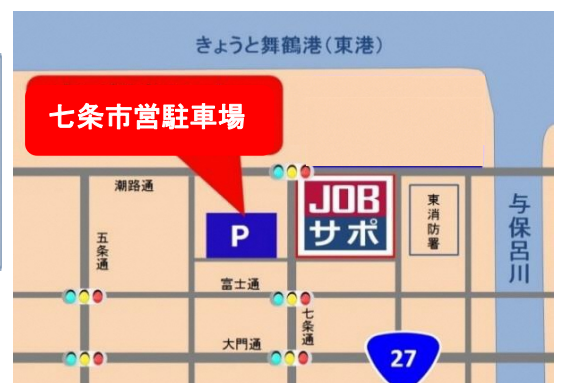 きょうと舞鶴港(東港)
七条市営駐車場
潮路通
JOB
サポ
東消防署
与保呂川
五条通
P
富士通
七条通
大門通
27